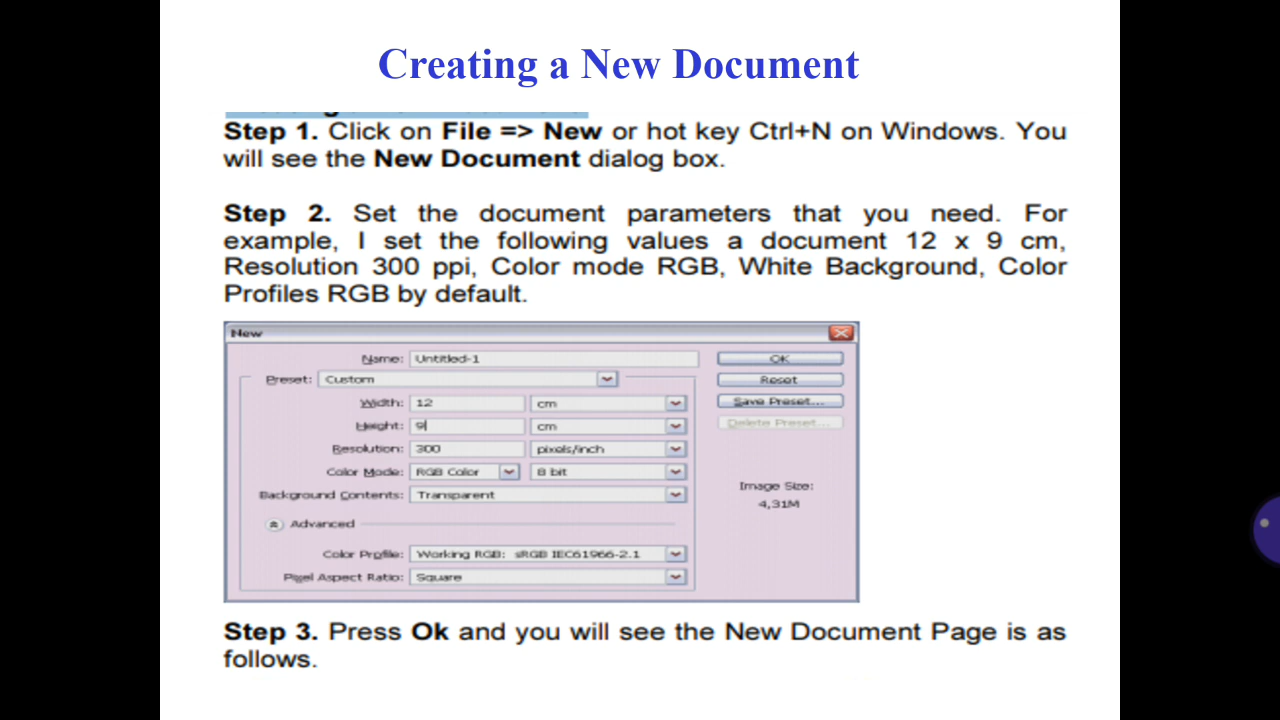 Creating a New Document
Step 1. Click on File => New or hot key Ctrl+N on Windows. You
will see the New Document dialog box.
Step 2. Set the document parameters that you need. For
example, I set the following values a document 12 x 9 cm,
Resolution 300 ppi, Color mode RGB, White Background, Color
Profiles RGB by default.
New
Name: Untitled-1
OK
Preset: Custom
Reset
Width: 12 cm
Save Preset...
Height: 9 cm
Delete Preset...
Resolution: 300 pixels/inch
Color Mode: RGB Color 8 bit
Image Size:
Background Contents: Transparent
4,31M
Advanced
Color Profile: Working RGB: sRGB IEC61966-2.1
Pixel Aspect Ratio: Square
Step 3. Press Ok and you will see the New Document Page is as
follows.